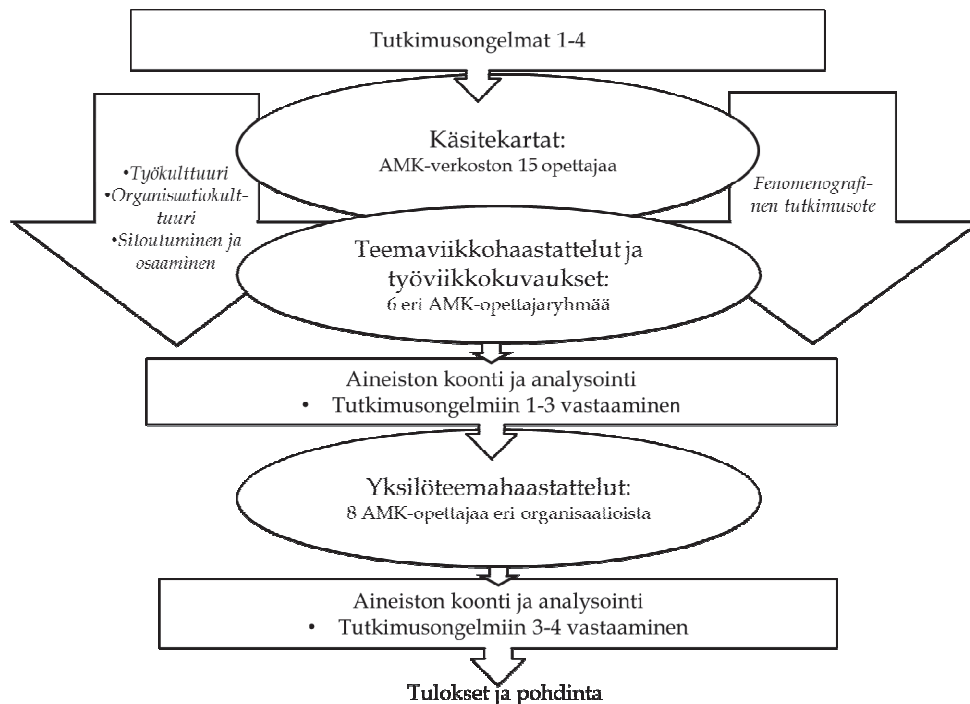 Tutkimusongelmat 1-4
Käsitekartat:
AMK-verkoston 15 opettajaa
•Työkulttuuri
•Organisaatiokult-
tuuri
•Sitoutuminen ja
osaaminen
Fenomenografi-
nen tutkimusote
Teemaviikkohaastattelut ja
työviikkokuvaukset:
6 eri AMK-opettajaryhmää
Aineiston koonti ja analysointi
• Tutkimusongelmiin 1-3 vastaaminen
Yksilöteemahaastattelut:
8 AMK-opettajaa eri organisaatioista
Aineiston koonti ja analysointi
• Tutkimusongelmiin 3-4 vastaaminen
Tulokset ja pohdinta